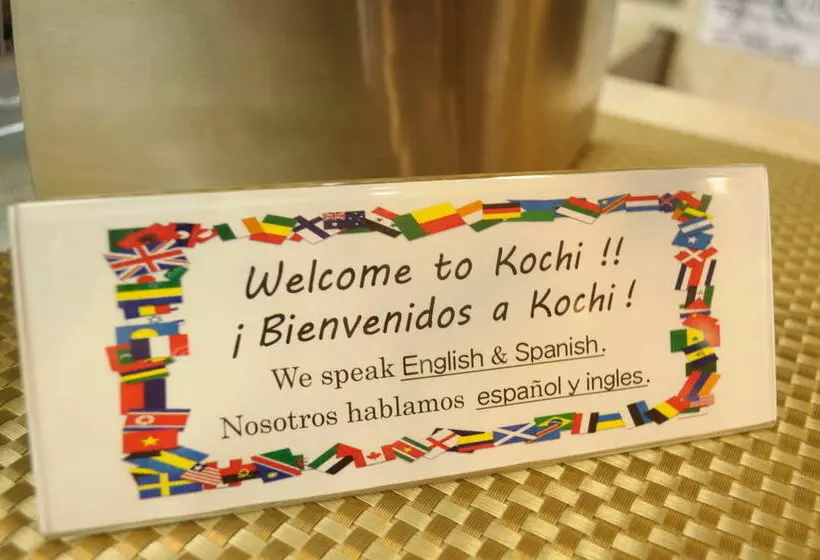 Welcome to Kochi !!
¡ Bienvenidos a Kochi !
We speak English & Spanish.
Nosotros hablamos español y ingles.